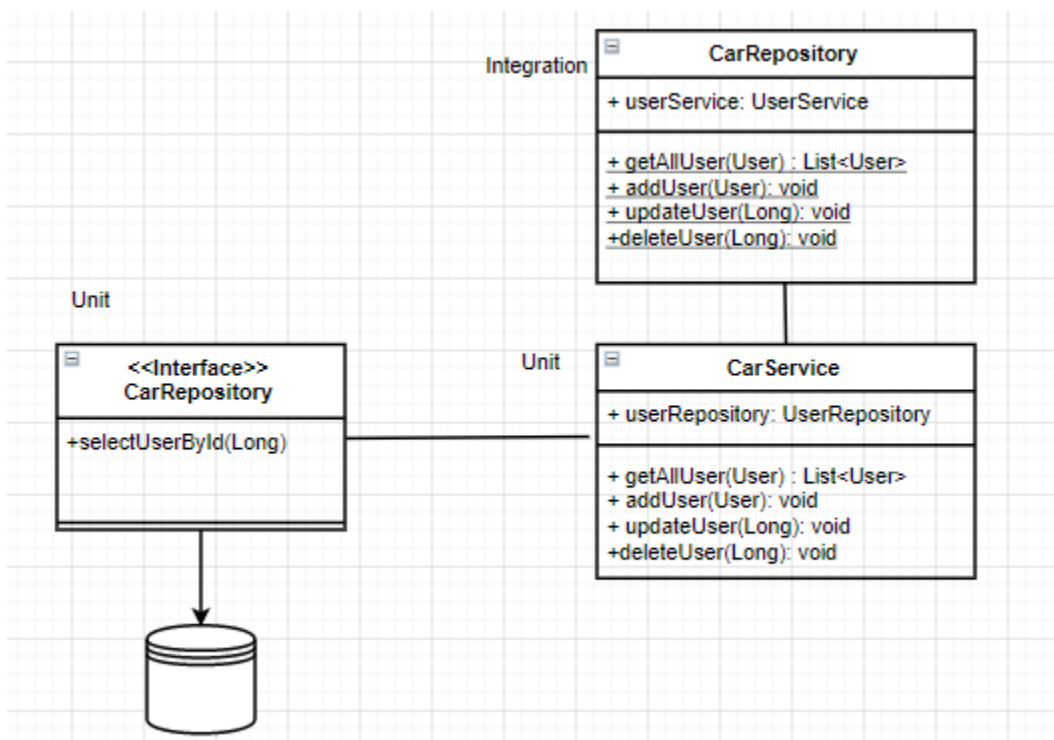 Integration
CarRepository
+ userService: UserService
+ getAllUser(User) : List<User>
+ addUser(User): void
+ updateUser(Long): void
+deleteUser(Long): void
Unit
<<Interface>>
CarRepository
+selectUserById(Long)
Unit
CarService
+ userRepository: UserRepository
+ getAllUser(User) : List<User>
+ addUser(User): void
+ updateUser(Long): void
+deleteUser(Long): void